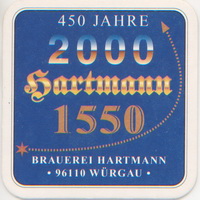 450 JAHRE
2000
Hartmann
1550
BRAUEREI HARTMANN
• 96110 WÜRGAU •